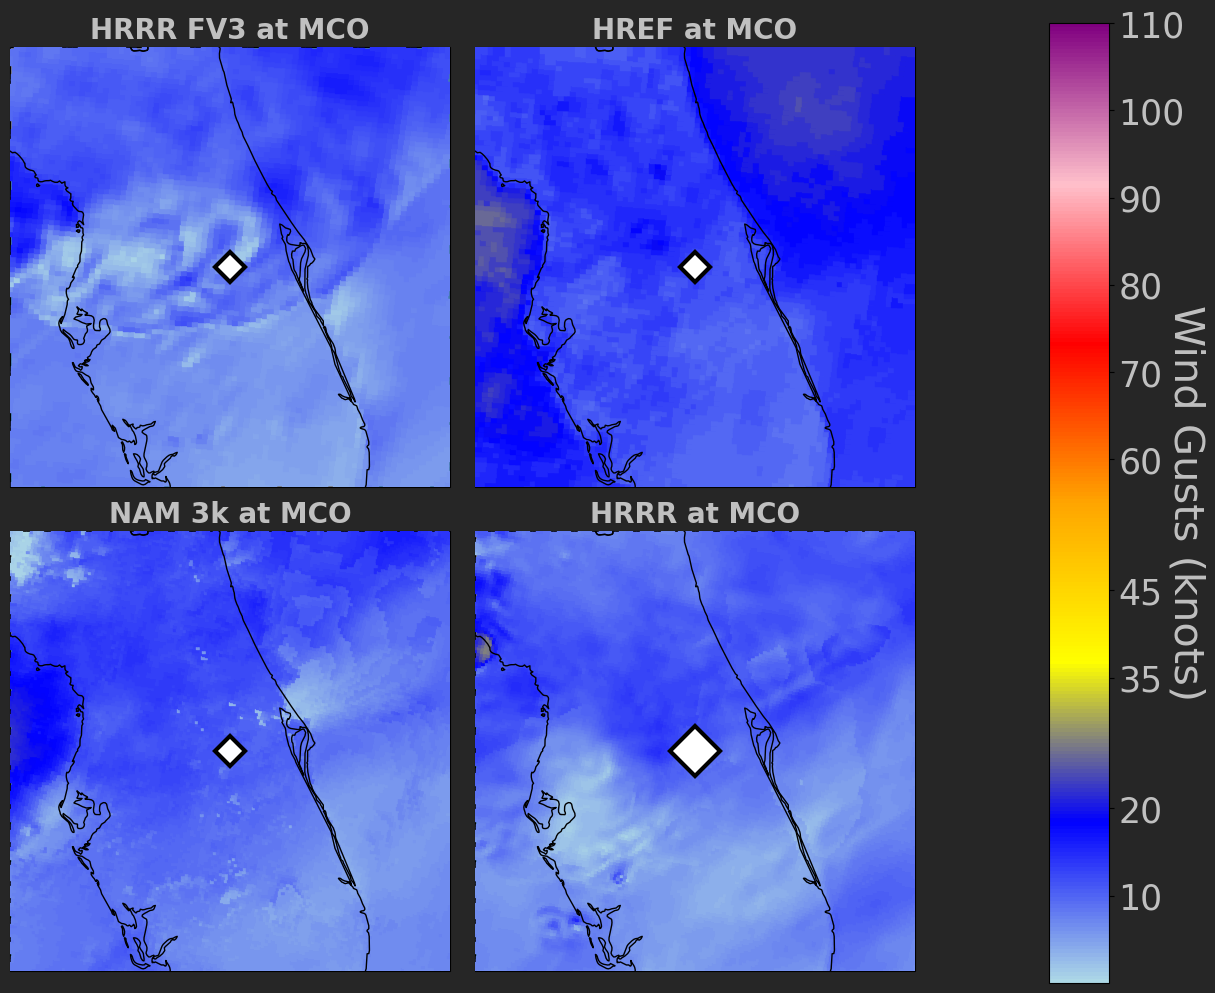 HRRR FV3 at MCO
HREF at MCO
NAM 3k at MCO
HRRR at MCO
110
100
90
80
70
60
45
35
20
10
Wind Gusts (knots)